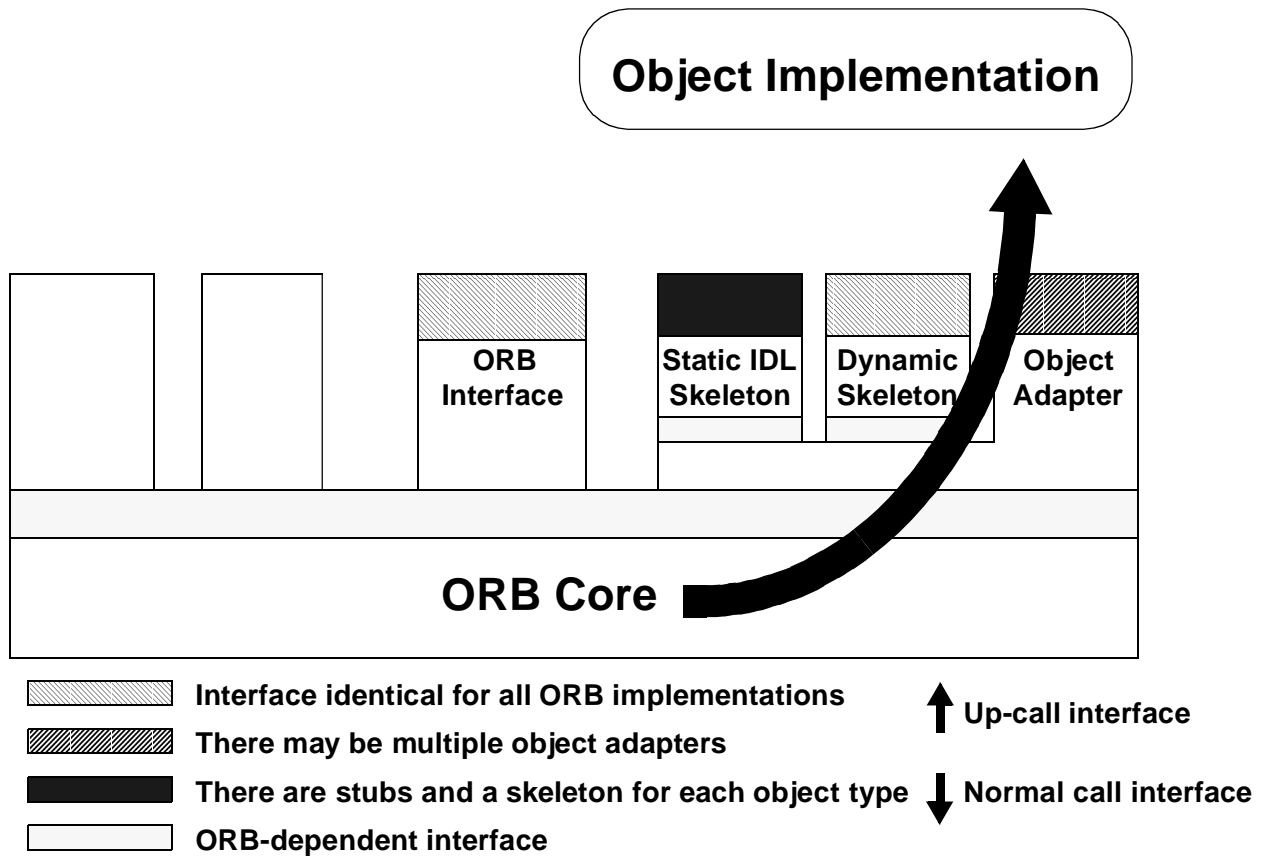 Object Implementation
ORB
Interface
Static IDL
Skeleton
Dynamic
Skeleton
Object
Adapter
ORB Core
Interface identical for all ORB implementations
There may be multiple object adapters
There are stubs and a skeleton for each object type
ORB-dependent interface
Up-call interface
Normal call interface